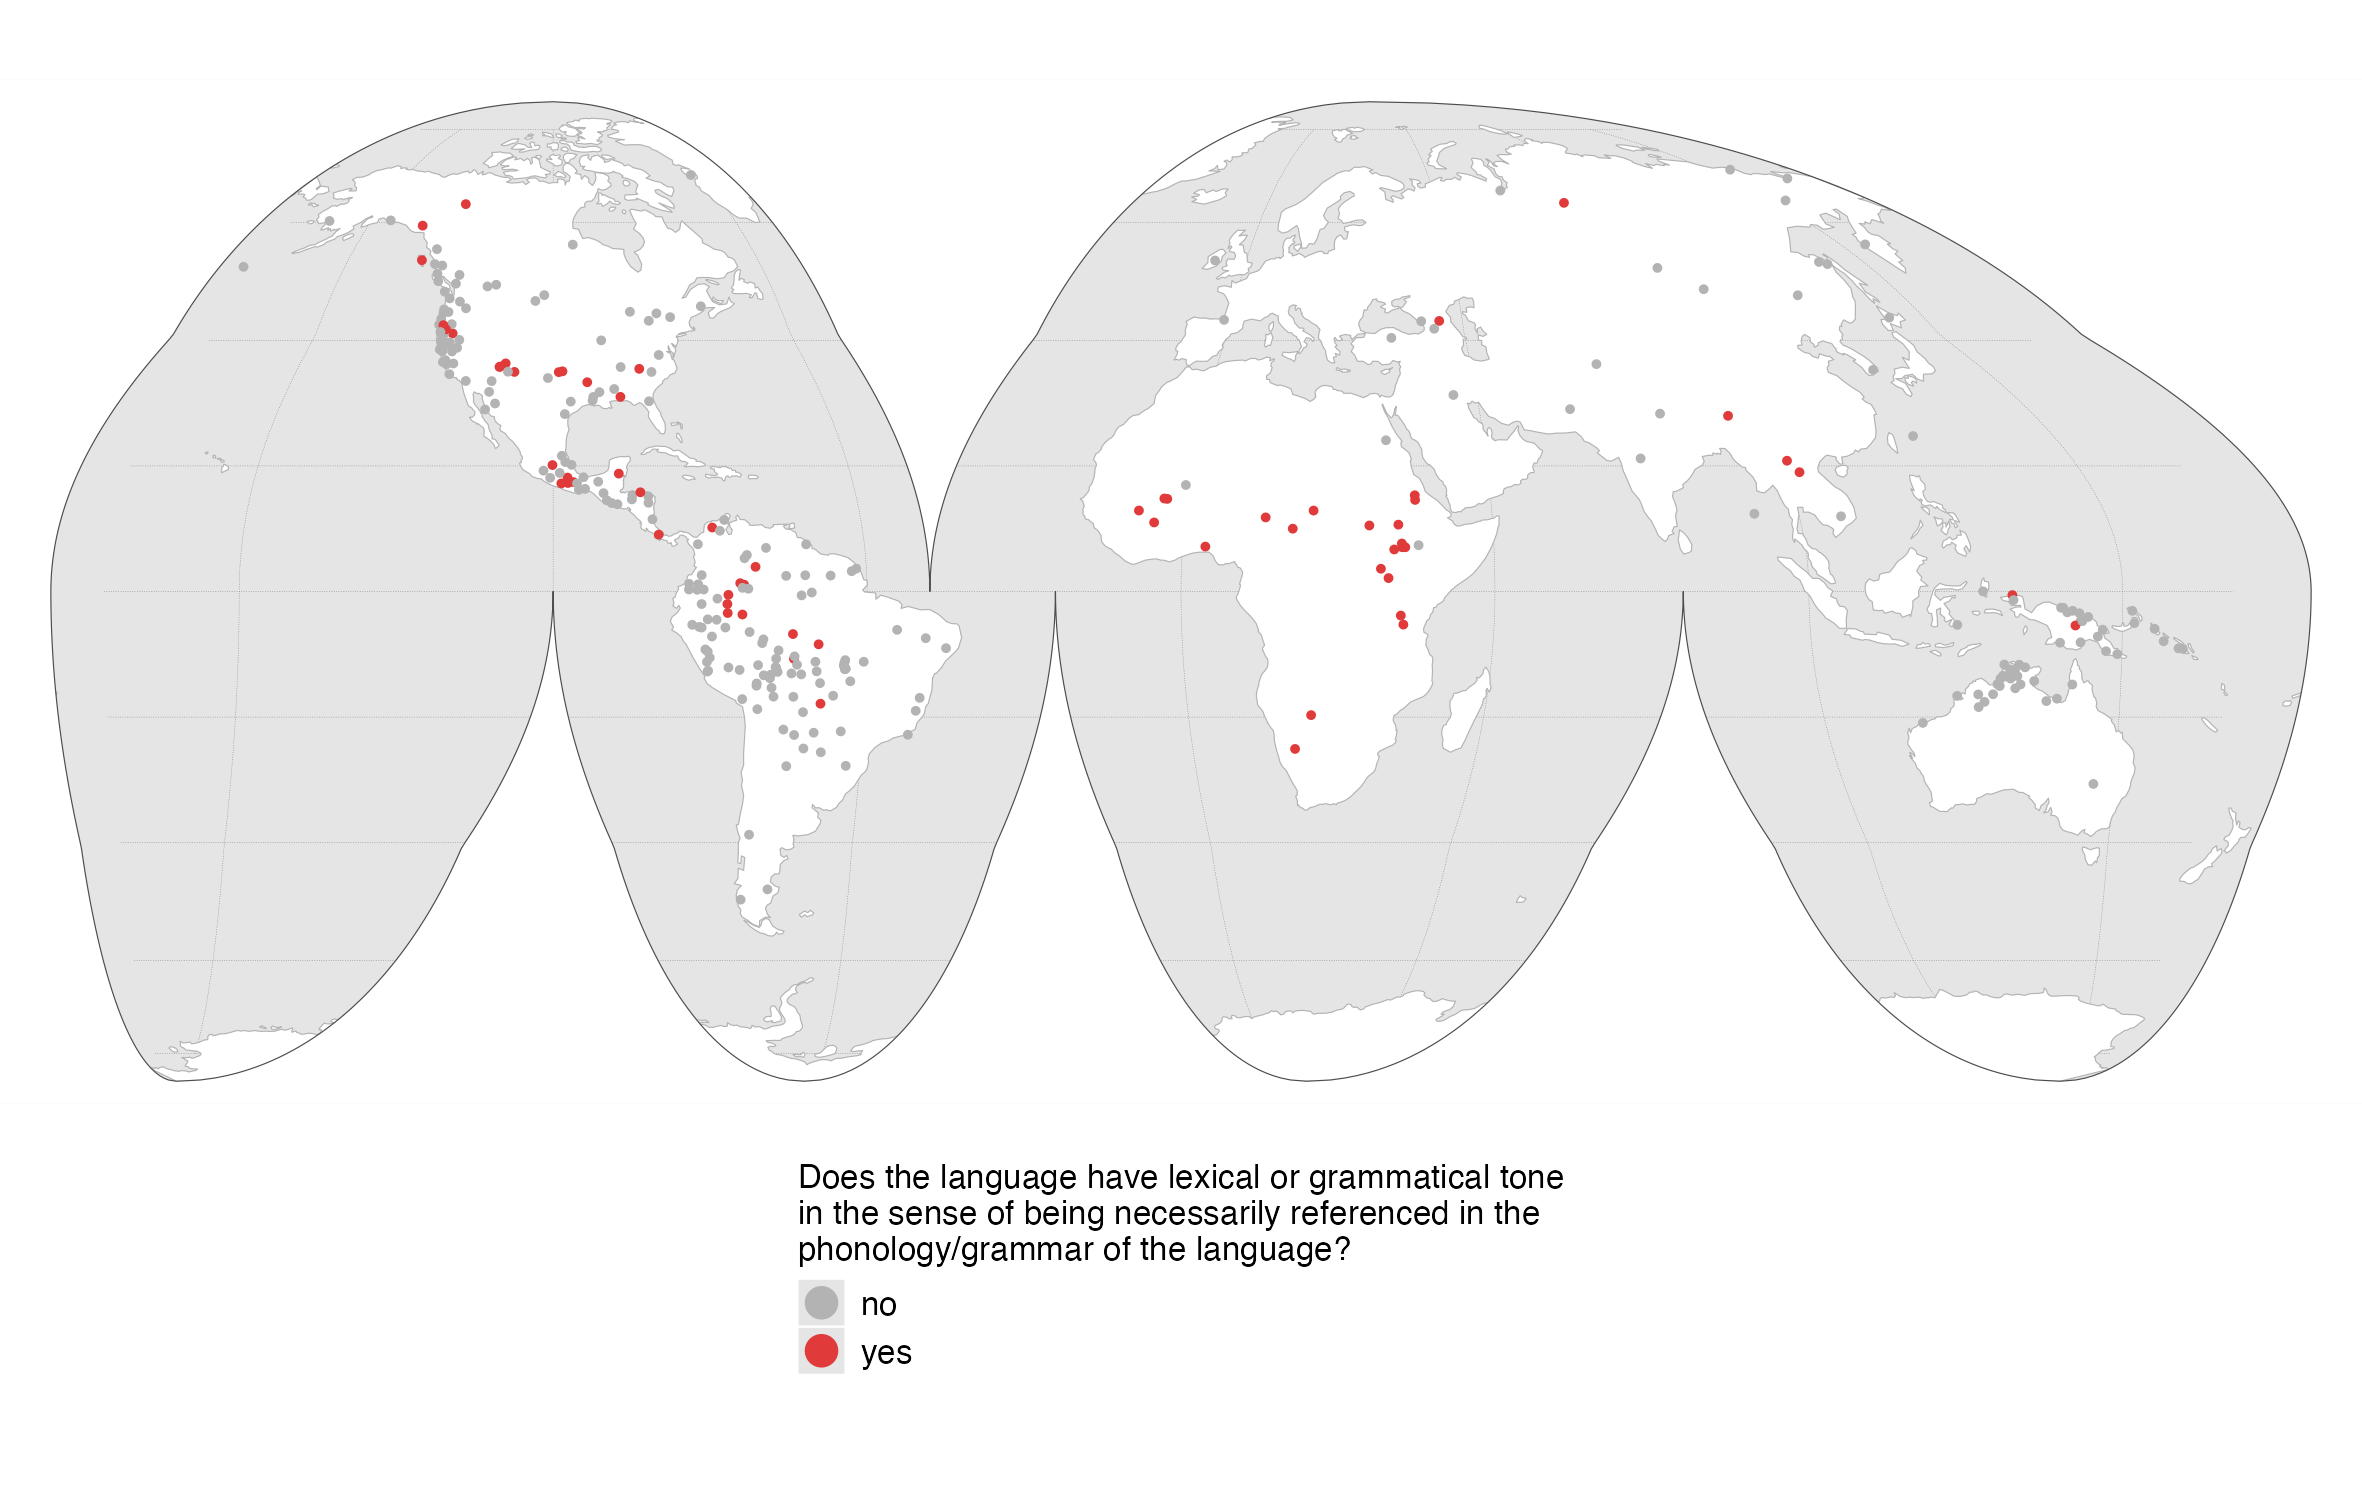 Does the language have lexical or grammatical tone
in the sense of being necessarily referenced in the
phonology/grammar of the language?
no
yes